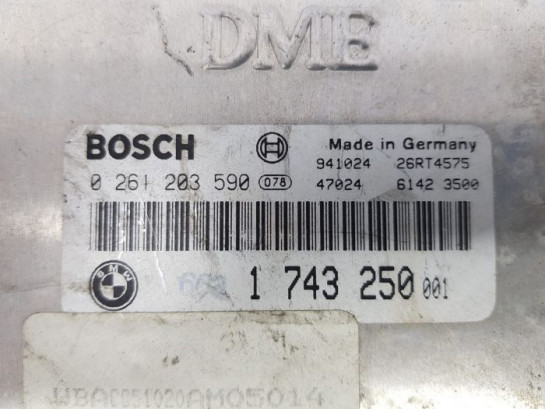 DME
BOSCH
Made in Germany
941024 26RT4575
0 261 203 590 078
47024 6142 3500
BMW
1 743 250 001